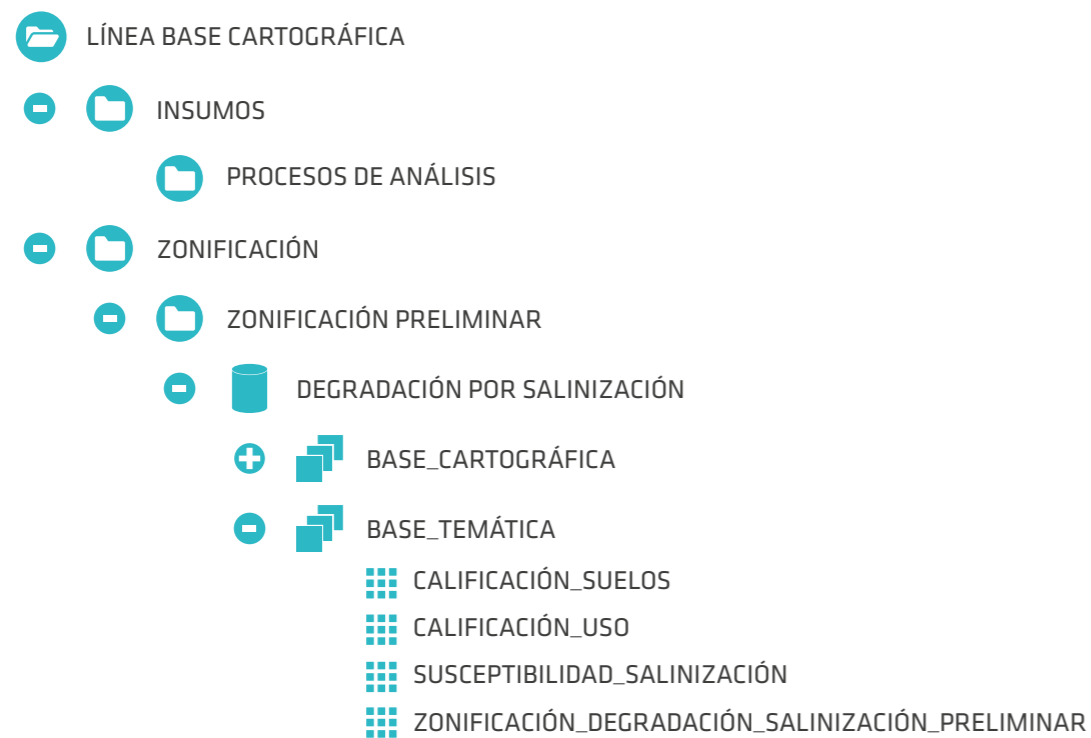 LÍNEA BASE CARTOGRÁFICA
INSUMOS
PROCESOS DE ANÁLISIS
ZONIFICACIÓN
ZONIFICACIÓN PRELIMINAR
DEGRADACIÓN POR SALINIZACIÓN
BASE_CARTOGRÁFICA
BASE_TEMÁTICA
CALIFICACIÓN_SUELOS
CALIFICACIÓN_USO
SUSCEPTIBILIDAD_SALINIZACIÓN
ZONIFICACIÓN_DEGRADACIÓN_SALINIZACIÓN_PRELIMINAR